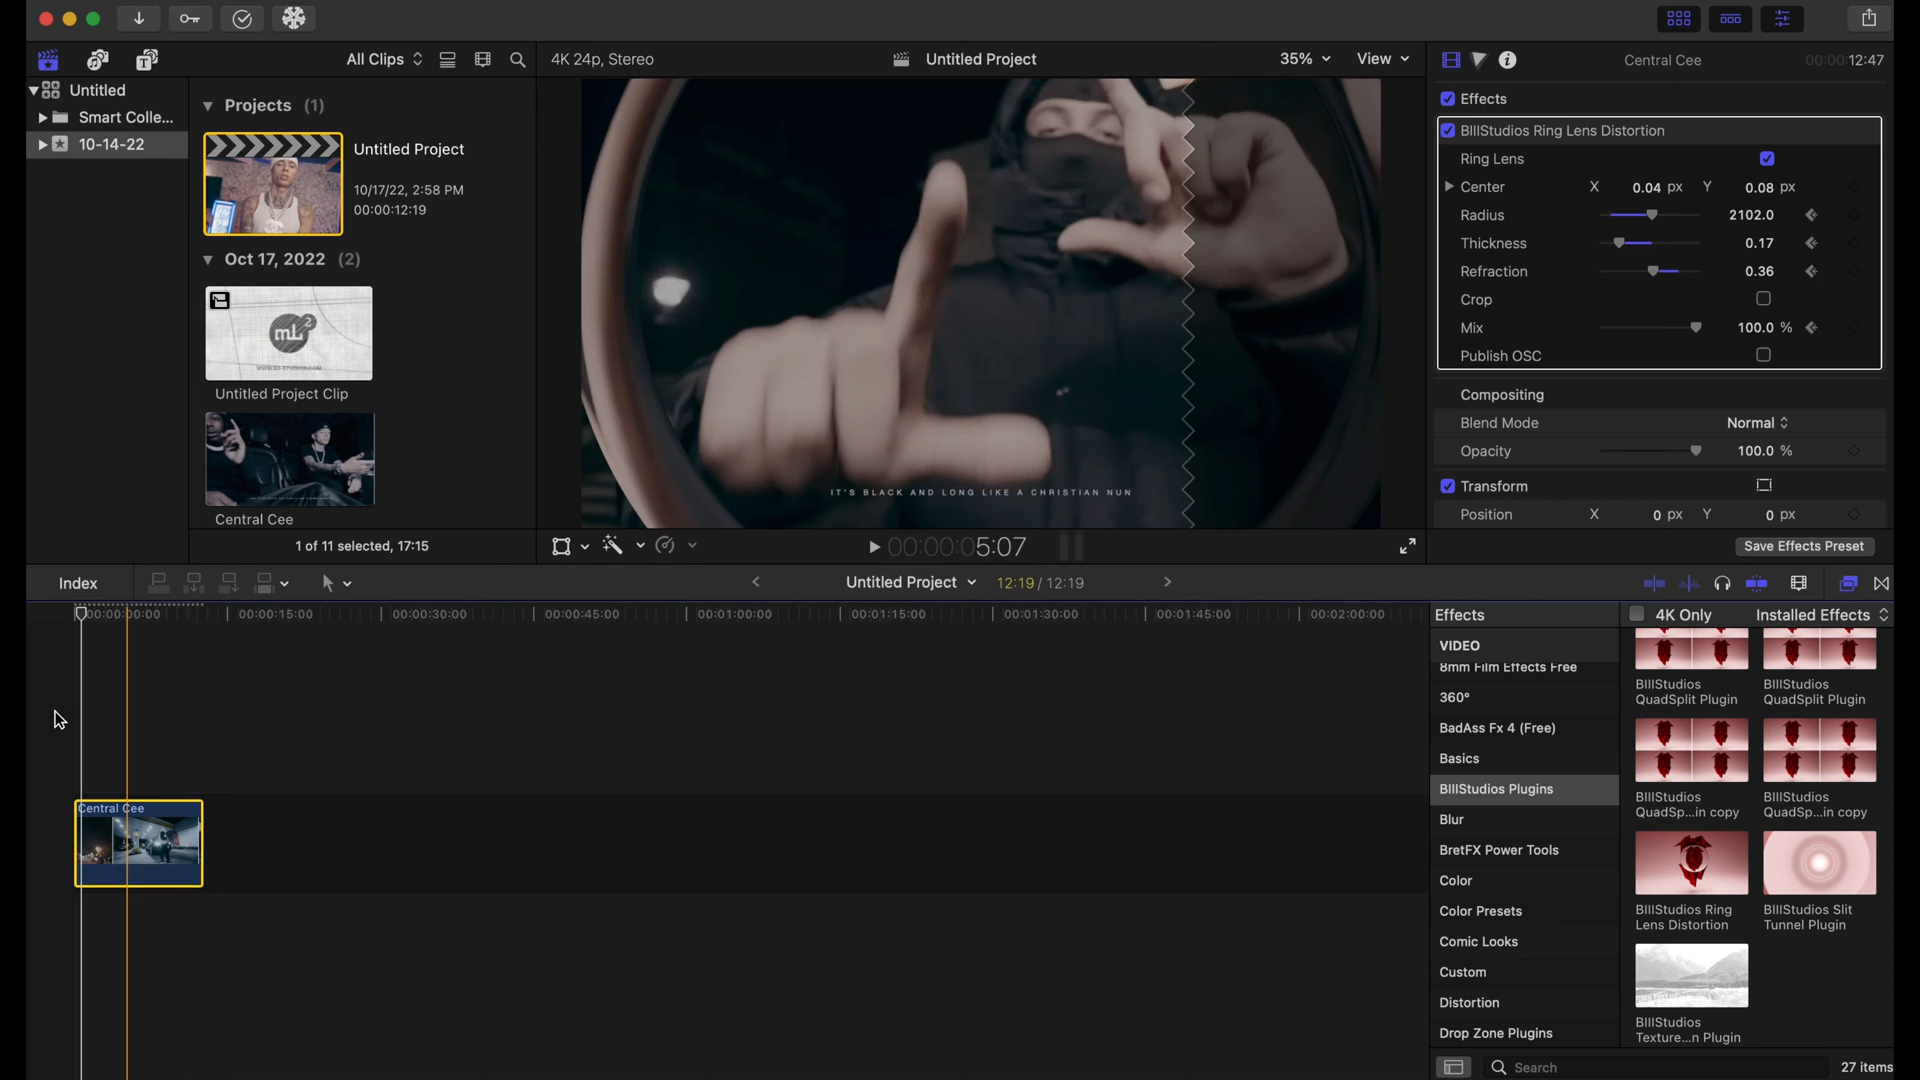 All Clips
4K 24p, Stereo
Untitled Project
35%
View
Central Cee
00:00:12:47
Untitled
Smart Colle...
10-14-22
Projects (1)
Untitled Project
10/17/22, 2:58 PM
00:00:12:19
Oct 17, 2022 (2)
mL2
Untitled Project Clip
Central Cee
1 of 11 selected, 17:15
IT'S BLACK AND LONG LIKE A CHRISTIAN NUN
00:00:05:07
Effects
BIIIStudios Ring Lens Distortion
Ring Lens
Center X 0.04 px Y 0.08 px
Radius 2102.0
Thickness 0.17
Refraction 0.36
Crop
Mix 100.0 %
Publish OSC
Compositing
Blend Mode Normal
Opacity 100.0 %
Transform
Position X 0 px Y 0 px
Save Effects Preset
Index
Untitled Project
12:19 / 12:19
00:00:00:00
00:00:15:00
00:00:30:00
00:00:45:00
00:01:00:00
00:01:15:00
00:01:30:00
00:01:45:00
00:02:00:00
Central Cee
Effects
4K Only
Installed Effects
VIDEO
8mm Film Effects Free
360°
BadAss Fx 4 (Free)
Basics
BIIIStudios Plugins
Blur
BretFX Power Tools
Color
Color Presets
Comic Looks
Custom
Distortion
Drop Zone Plugins
BIIIStudios
QuadSplit Plugin
BIIIStudios
QuadSplit Plugin
BIIIStudios
QuadSp...in copy
BIIIStudios
QuadSp...in copy
BIIIStudios Ring
Lens Distortion
BIIIStudios Slit
Tunnel Plugin
BIIIStudios
Texture...n Plugin
Search
27 items